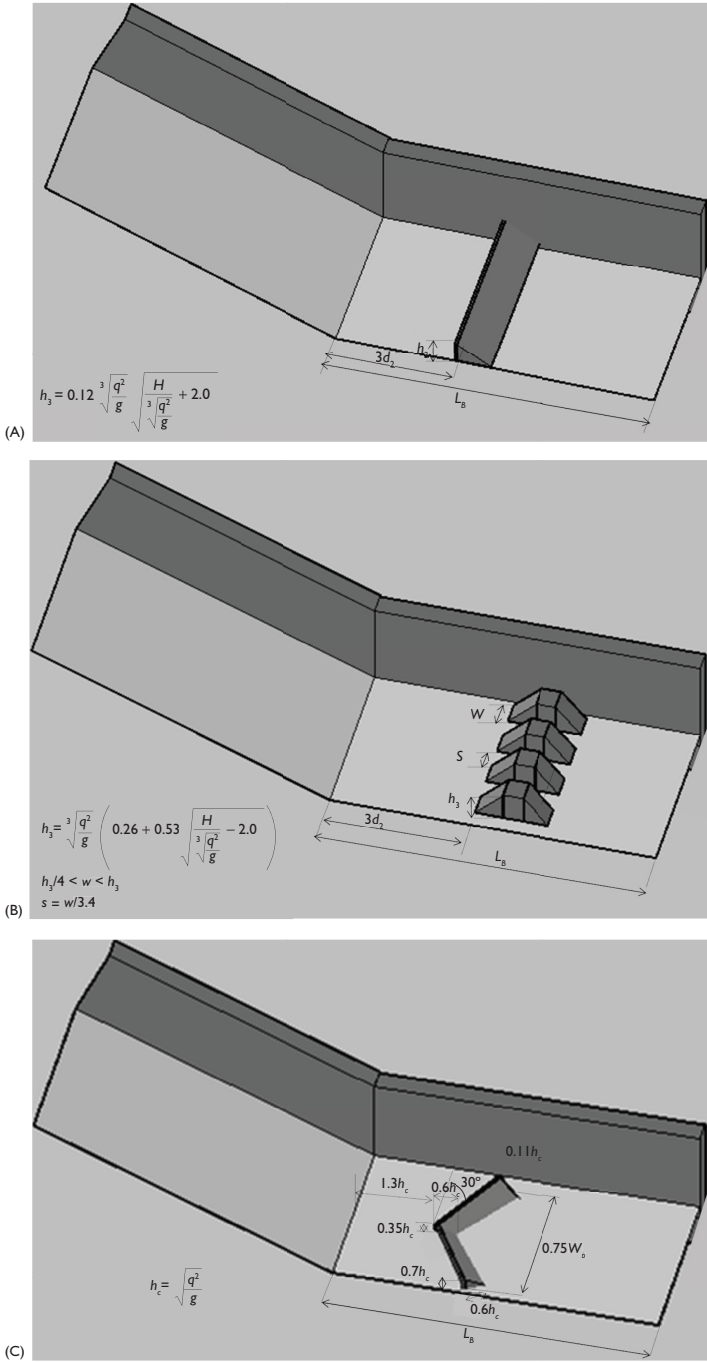 h₃
3d₂
L_B
h₃ = 0.12 ∛(q²/g) √(H/∛(q²/g) + 2.0)
(A)
W
S
h₃
3d₂
L_B
h₃= ∛(q²/g) (0.26 + 0.53 √(H/∛(q²/g) − 2.0))
h₃/4 < w < h₃
s = w/3.4
(B)
0.11h_c
1.3h_c
0.6h_c
30°
0.35h_c
0.75W_D
0.7h_c
0.6h_c
h_c= √(q²/g)
L_B
(C)